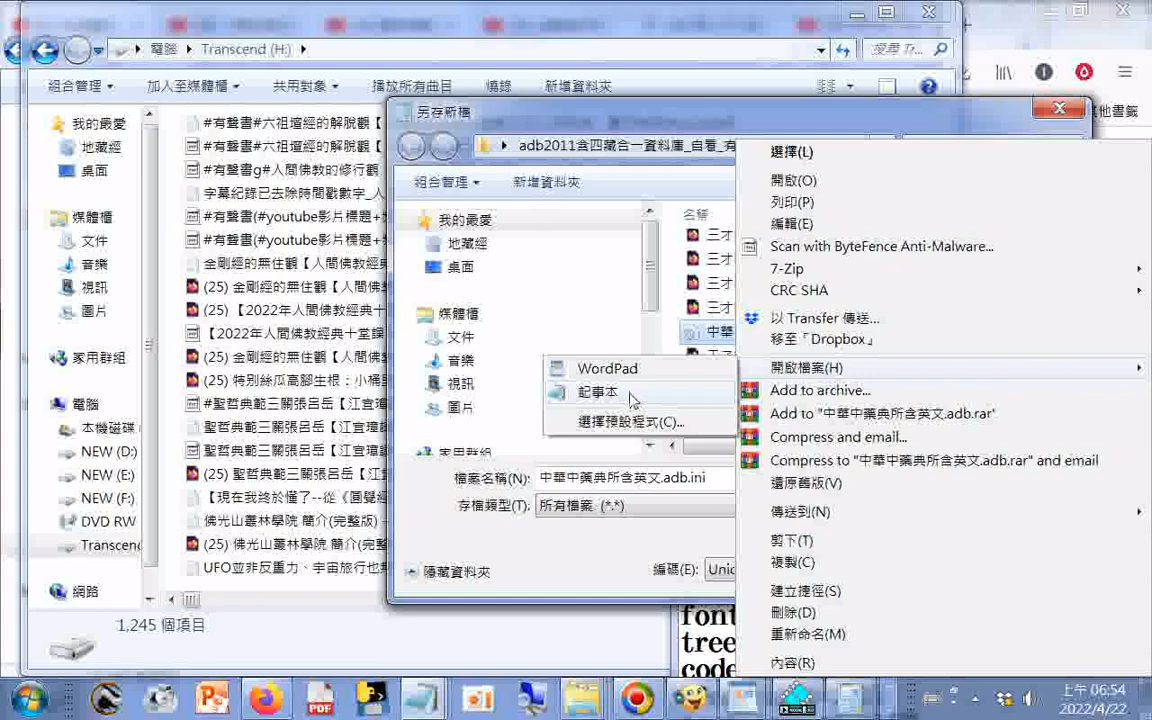 電腦 ▸ Transcend (H:) ▸
搜尋 Tr...
組合管理
加入至媒體櫃
共用對象
播放所有曲目
燒錄
新增資料夾
其他書籤
我的最愛
地藏經
桌面
媒體櫃
文件
音樂
視訊
圖片
家用群組
電腦
本機磁碟
NEW (D:)
NEW (E:)
NEW (F:)
DVD RW
Transcend
網路
#有聲書#六祖壇經的解脫觀【
#有聲書#六祖壇經的解脫觀【
#有聲書g#人間佛教的修行觀
字幕紀錄已去除時間戳數字_人
#有聲書(#youtube影片標題+
#有聲書(#youtube影片標題+
金剛經的無住觀【人間佛教經典
(25) 金剛經的無住觀【人間佛
(25) 【2022年人間佛教經典十
【2022年人間佛教經典十堂課
(25) 金剛經的無住觀【人間佛
(25) 特別絲瓜高腳生根：小桶
#聖哲典範三關張呂岳【江宜璋
聖哲典範三關張呂岳【江宜璋
(25) 聖哲典範三關張呂岳【江
【現在我終於懂了--從《圓覺經
佛光山叢林學院 簡介(完整版)
(25) 佛光山叢林學院 簡介(完整
UFO並非反重力、宇宙旅行也
1,245 個項目
另存新檔
adb2011含四藏合一資料庫_自看_有
組合管理
新增資料夾
我的最愛
地藏經
桌面
媒體櫃
文件
音樂
視訊
圖片
家用群組
名稱
三才
三才
三才
三才
中華
檔案名稱(N): 中華中藥典所含英文.adb.ini
存檔類型(T): 所有檔案 (*.*)
隱藏資料夾
編碼(E): Unic
WordPad
記事本
選擇預設程式(C)...
選擇(L)
開啟(O)
列印(P)
編輯(E)
Scan with ByteFence Anti-Malware...
7-Zip
CRC SHA
以 Transfer 傳送...
移至「Dropbox」
開啟檔案(H)
Add to archive...
Add to "中華中藥典所含英文.adb.rar"
Compress and email...
Compress to "中華中藥典所含英文.adb.rar" and email
還原舊版(V)
傳送到(N)
剪下(T)
複製(C)
建立捷徑(S)
刪除(D)
重新命名(M)
內容(R)
font
tree
code
PDF
上午 06:54
2022/4/22